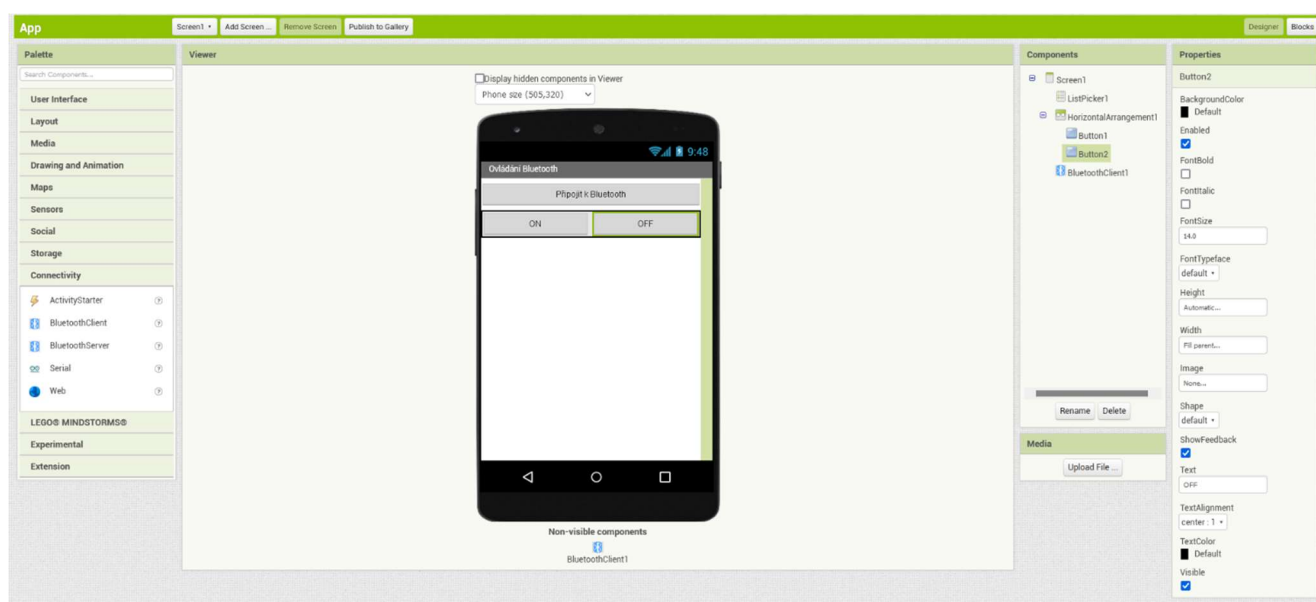 App
Screen1
Add Screen ...
Remove Screen
Publish to Gallery
Designer
Blocks
Palette
Search Components...
User Interface
Layout
Media
Drawing and Animation
Maps
Sensors
Social
Storage
Connectivity
ActivityStarter
BluetoothClient
BluetoothServer
Serial
Web
LEGO® MINDSTORMS®
Experimental
Extension
Viewer
Display hidden components in Viewer
Phone size (505,320)
9:48
Ovládání Bluetooth
Připojit k Bluetooth
ON
OFF
Non-visible components
BluetoothClient1
Components
Screen1
ListPicker1
HorizontalArrangement1
Button1
Button2
BluetoothClient1
Rename
Delete
Media
Upload File ...
Properties
Button2
BackgroundColor
Default
Enabled
FontBold
FontItalic
FontSize
14.0
FontTypeface
default
Height
Automatic...
Width
Fill parent...
Image
None...
Shape
default
ShowFeedback
Text
OFF
TextAlignment
center : 1
TextColor
Default
Visible